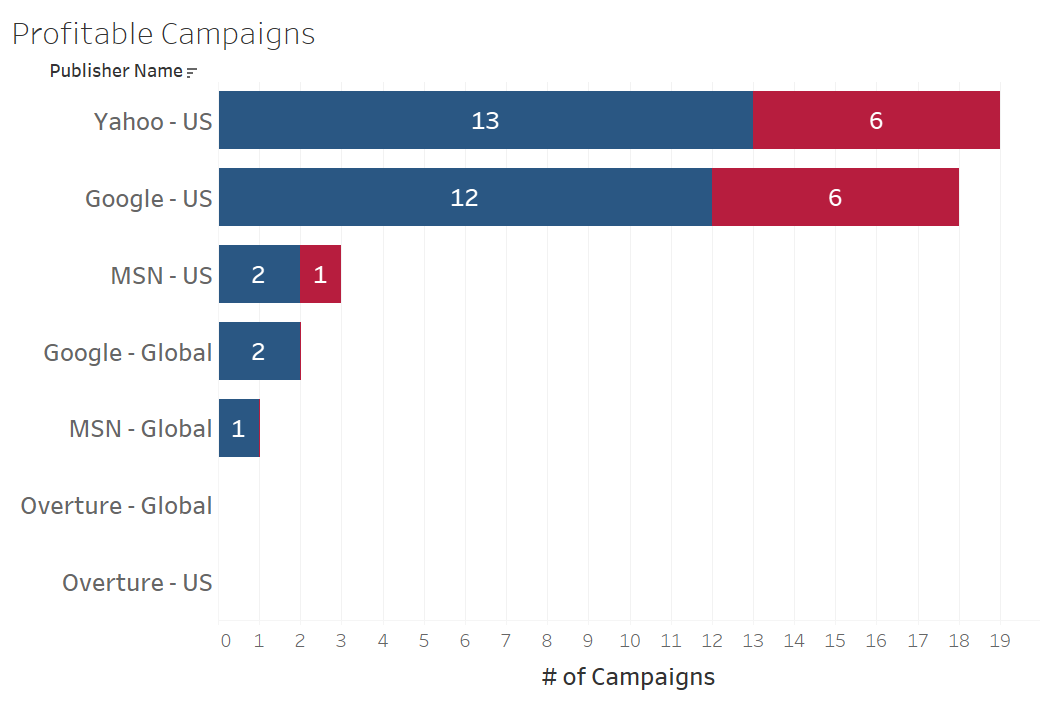 Profitable Campaigns
Publisher Name
Yahoo - US 13 6
Google - US 12 6
MSN - US 2 1
Google - Global 2
MSN - Global 1
Overture - Global
Overture - US
0 1 2 3 4 5 6 7 8 9 10 11 12 13 14 15 16 17 18 19
# of Campaigns